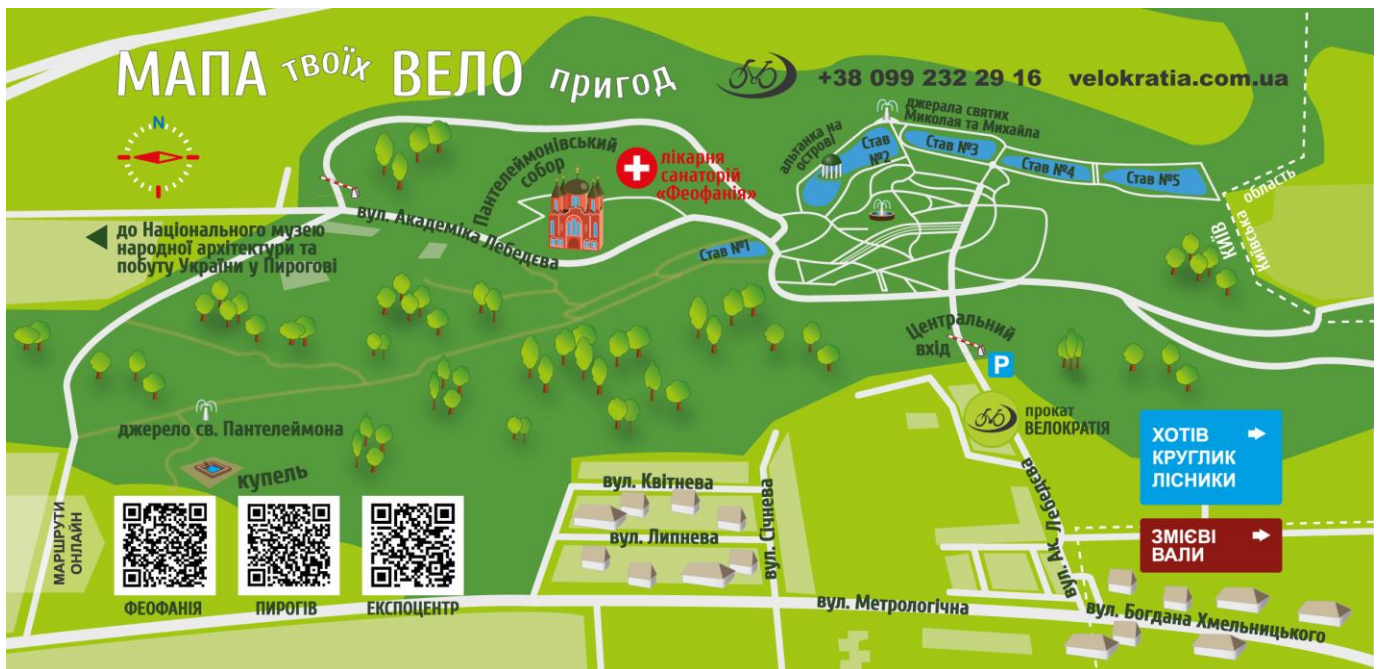 МАПА твоїх ВЕЛО пригод
+38 099 232 29 16 velokratia.com.ua
N
джерала святих
Миколая та Михайла
альтанка на
острові
Став
№2
Став №3
Став №4
Став №5
Пантелеймонівський
собор
лікарня
санаторій
«Феофанія»
КИЇВ
Київська область
вул. Академіка Лебедєва
до Національного музею
народної архітектури та
побуту України у Пирогові
Став №1
Центральний
вхід
P
прокат
ВЕЛОКРАТІЯ
джерело св. Пантелеймона
купель
ХОТІВ
КРУГЛИК
ЛІСНИКИ
ЗМІЄВІ
ВАЛИ
вул. Квітнева
вул. Липнева
вул. Січнева
вул. Ак. Лебедєва
МАРШРУТИ
ОНЛАЙН
ФЕОФАНІЯ
ПИРОГІВ
ЕКСПОЦЕНТР
вул. Метрологічна
вул. Богдана Хмельницького